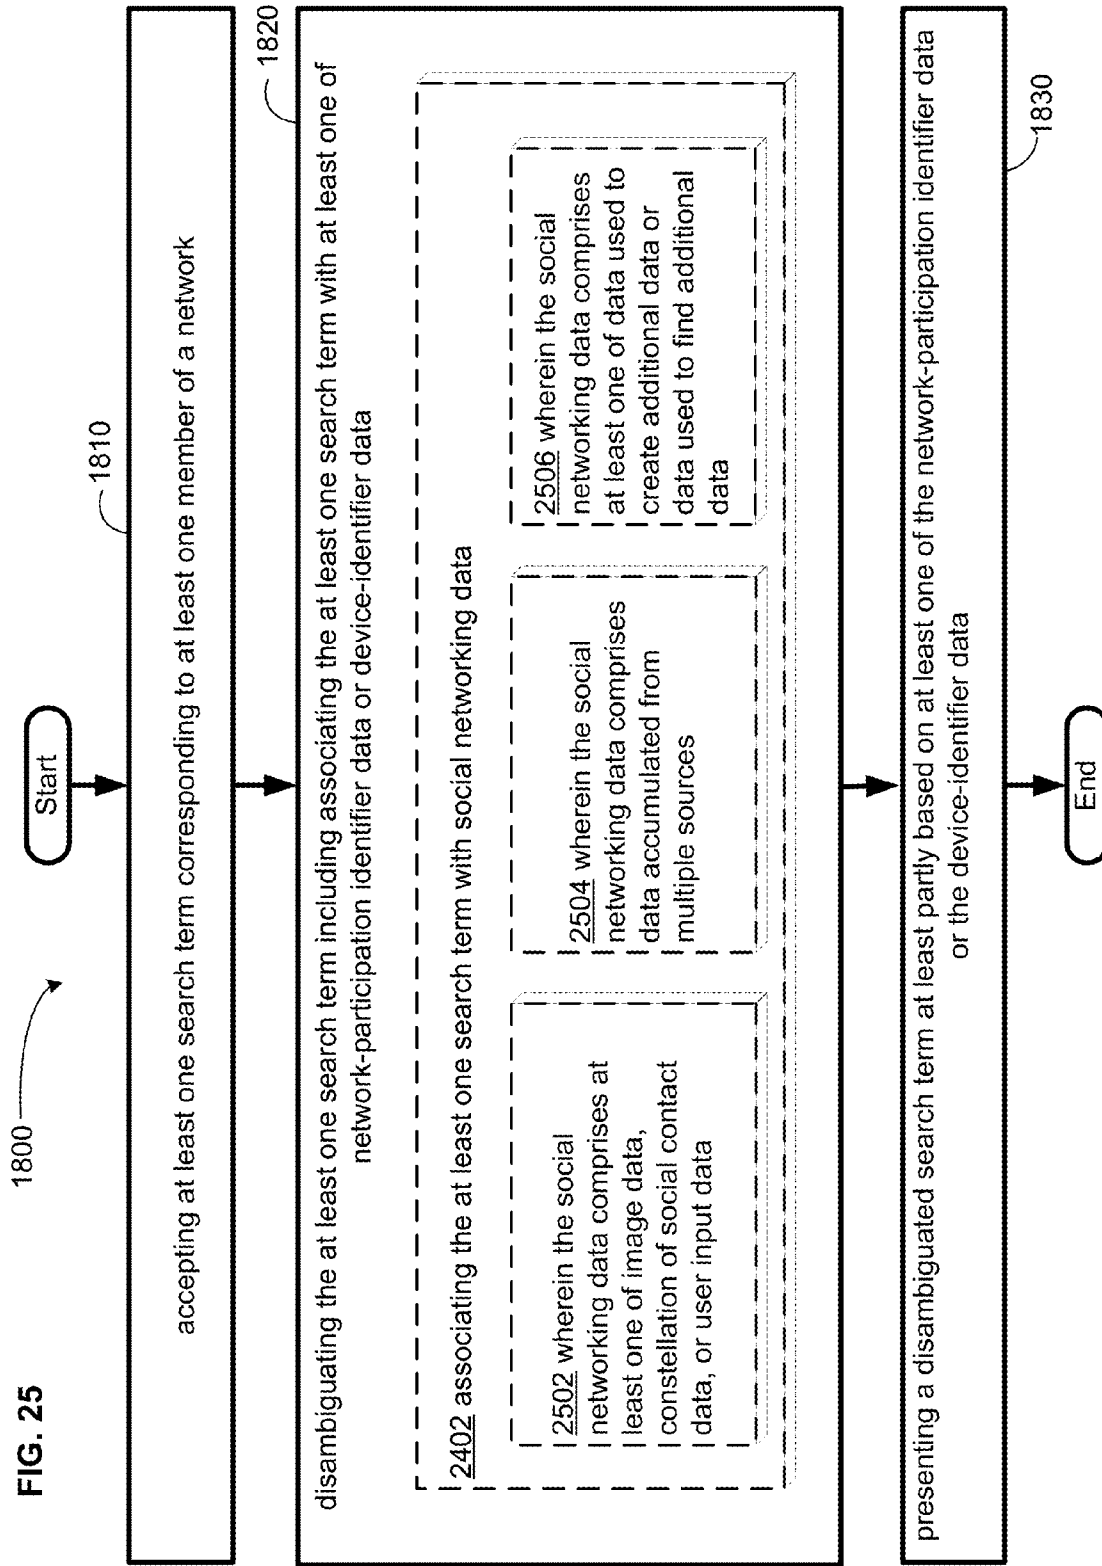 FIG. 25
1800
Start
1810
accepting at least one search term corresponding to at least one member of a network
1820
disambiguating the at least one search term including associating the at least one search term with at least one of
network-participation identifier data or device-identifier data
2402 associating the at least one search term with social networking data
2502 wherein the social
networking data comprises at
least one of image data,
constellation of social contact
data, or user input data
2504 wherein the social
networking data comprises
data accumulated from
multiple sources
2506 wherein the social
networking data comprises
at least one of data used to
create additional data or
data used to find additional
data
presenting a disambiguated search term at least partly based on at least one of the network-participation identifier data
or the device-identifier data
1830
End